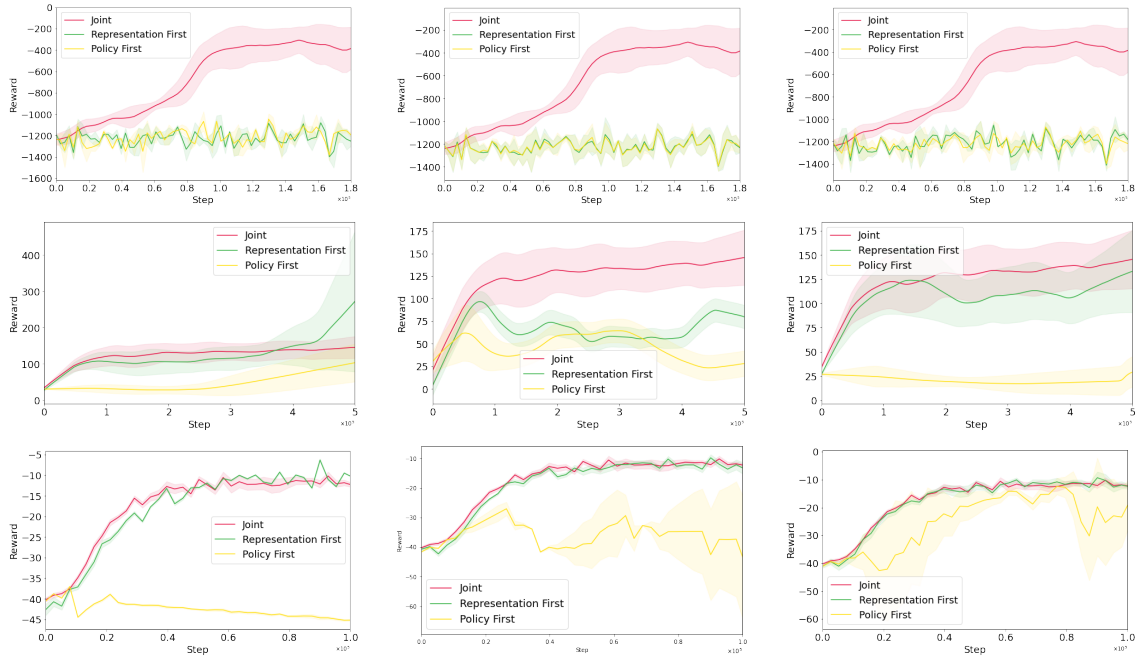 0
−200
−400
−600
−800
−1000
−1200
−1400
−1600
Reward
Joint
Representation First
Policy First
0.0 0.2 0.4 0.6 0.8 1.0 1.2 1.4 1.6 1.8
Step
0
−200
−400
−600
−800
−1000
−1200
−1400
Reward
Joint
Representation First
Policy First
0.0 0.2 0.4 0.6 0.8 1.0 1.2 1.4 1.6 1.8
Step
0
−200
−400
−600
−800
−1000
−1200
−1400
Reward
Joint
Representation First
Policy First
0.0 0.2 0.4 0.6 0.8 1.0 1.2 1.4 1.6 1.8
Step
400
300
200
100
0
Reward
Joint
Representation First
Policy First
0 1 2 3 4 5
Step
175
150
125
100
75
50
25
0
Reward
Joint
Representation First
Policy First
0 1 2 3 4 5
Step
175
150
125
100
75
50
25
0
Reward
Joint
Representation First
Policy First
0 1 2 3 4 5
Step
−5
−10
−15
−20
−25
−30
−35
−40
−45
Reward
Joint
Representation First
Policy First
0.0 0.2 0.4 0.6 0.8 1.0
Step
−10
−20
−30
−40
−50
−60
Reward
Joint
Representation First
Policy First
0.0 0.2 0.4 0.6 0.8 1.0
Step
0
−10
−20
−30
−40
−50
−60
Reward
Joint
Representation First
Policy First
0.0 0.2 0.4 0.6 0.8 1.0
Step